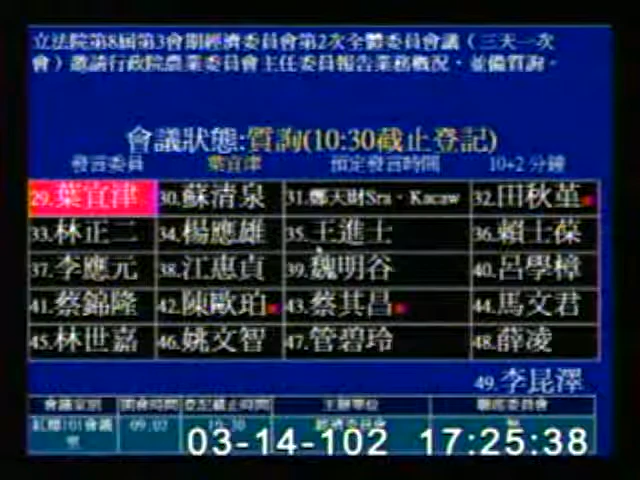 立法院第8屆第3會期經濟委員會第2次全體委員會議（三天一次
會）邀請行政院農業委員會主任委員報告業務概況，並備質詢。
會議狀態:質詢(10:30截止登記)
發言委員 葉宜津 預定發言時間 10+2 分鐘
29.葉宜津 30.蘇清泉 31.鄭天財Sra．Kacaw 32.田秋堇
33.林正二 34.楊應雄 35.王進士 36.賴士葆
37.李應元 38.江惠貞 39.魏明谷 40.呂學樟
41.蔡錦隆 42.陳歐珀 43.蔡其昌 44.馬文君
45.林世嘉 46.姚文智 47.管碧玲 48.薛凌
49.李昆澤
會議室別 開會時間 登記截止時間 主辦單位 聯席委員會
紅樓101會議 09:02 10:30 經濟委員會 無
室
03-14-102 17:25:38